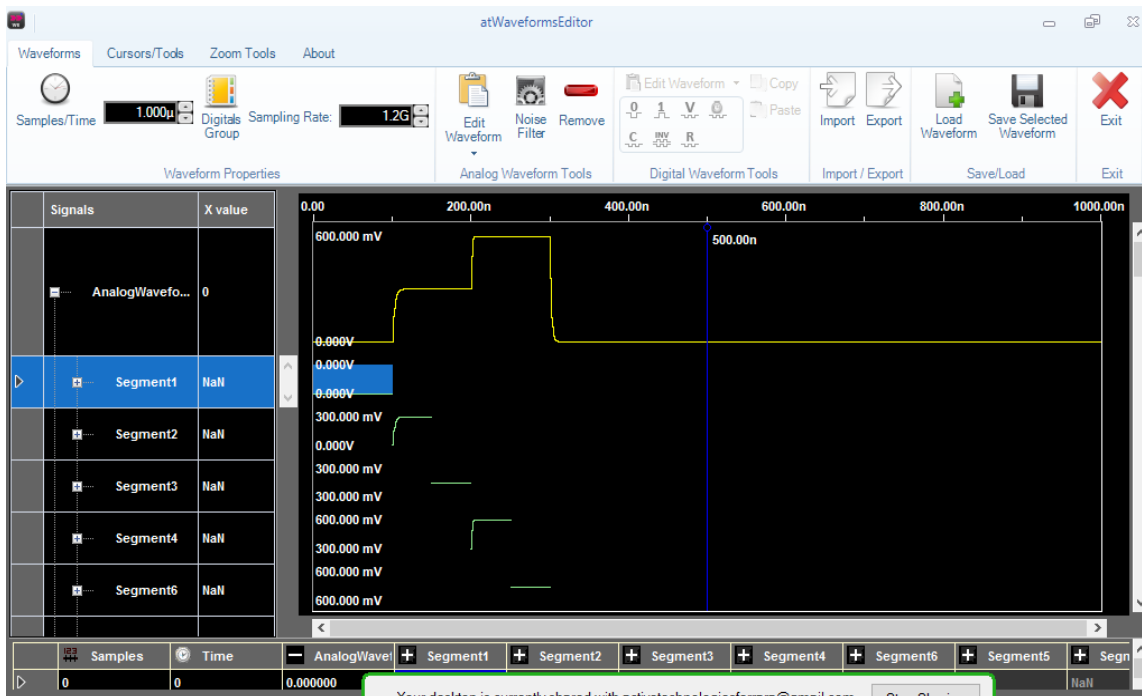 atWaveformsEditor
Waveforms Cursors/Tools Zoom Tools About
Samples/Time 1.000µ Digitals Group Sampling Rate: 1.2G
Edit Waveform Noise Filter Remove
Edit Waveform Copy
0 1 V Paste
C INV R
Import Export Load Waveform Save Selected Waveform Exit
Waveform Properties Analog Waveform Tools Digital Waveform Tools Import / Export Save/Load Exit
Signals X value 0.00 200.00n 400.00n 600.00n 800.00n 1000.00n
600.000 mV 500.00n
AnalogWavefo... 0
0.000V
0.000V
Segment1 NaN
0.000V
300.000 mV
Segment2 NaN
0.000V
300.000 mV
Segment3 NaN
300.000 mV
600.000 mV
Segment4 NaN
300.000 mV
600.000 mV
Segment6 NaN
600.000 mV
123 Samples Time AnalogWavef Segment1 Segment2 Segment3 Segment4 Segment6 Segment5 Segn
0 0 0.000000 NaN